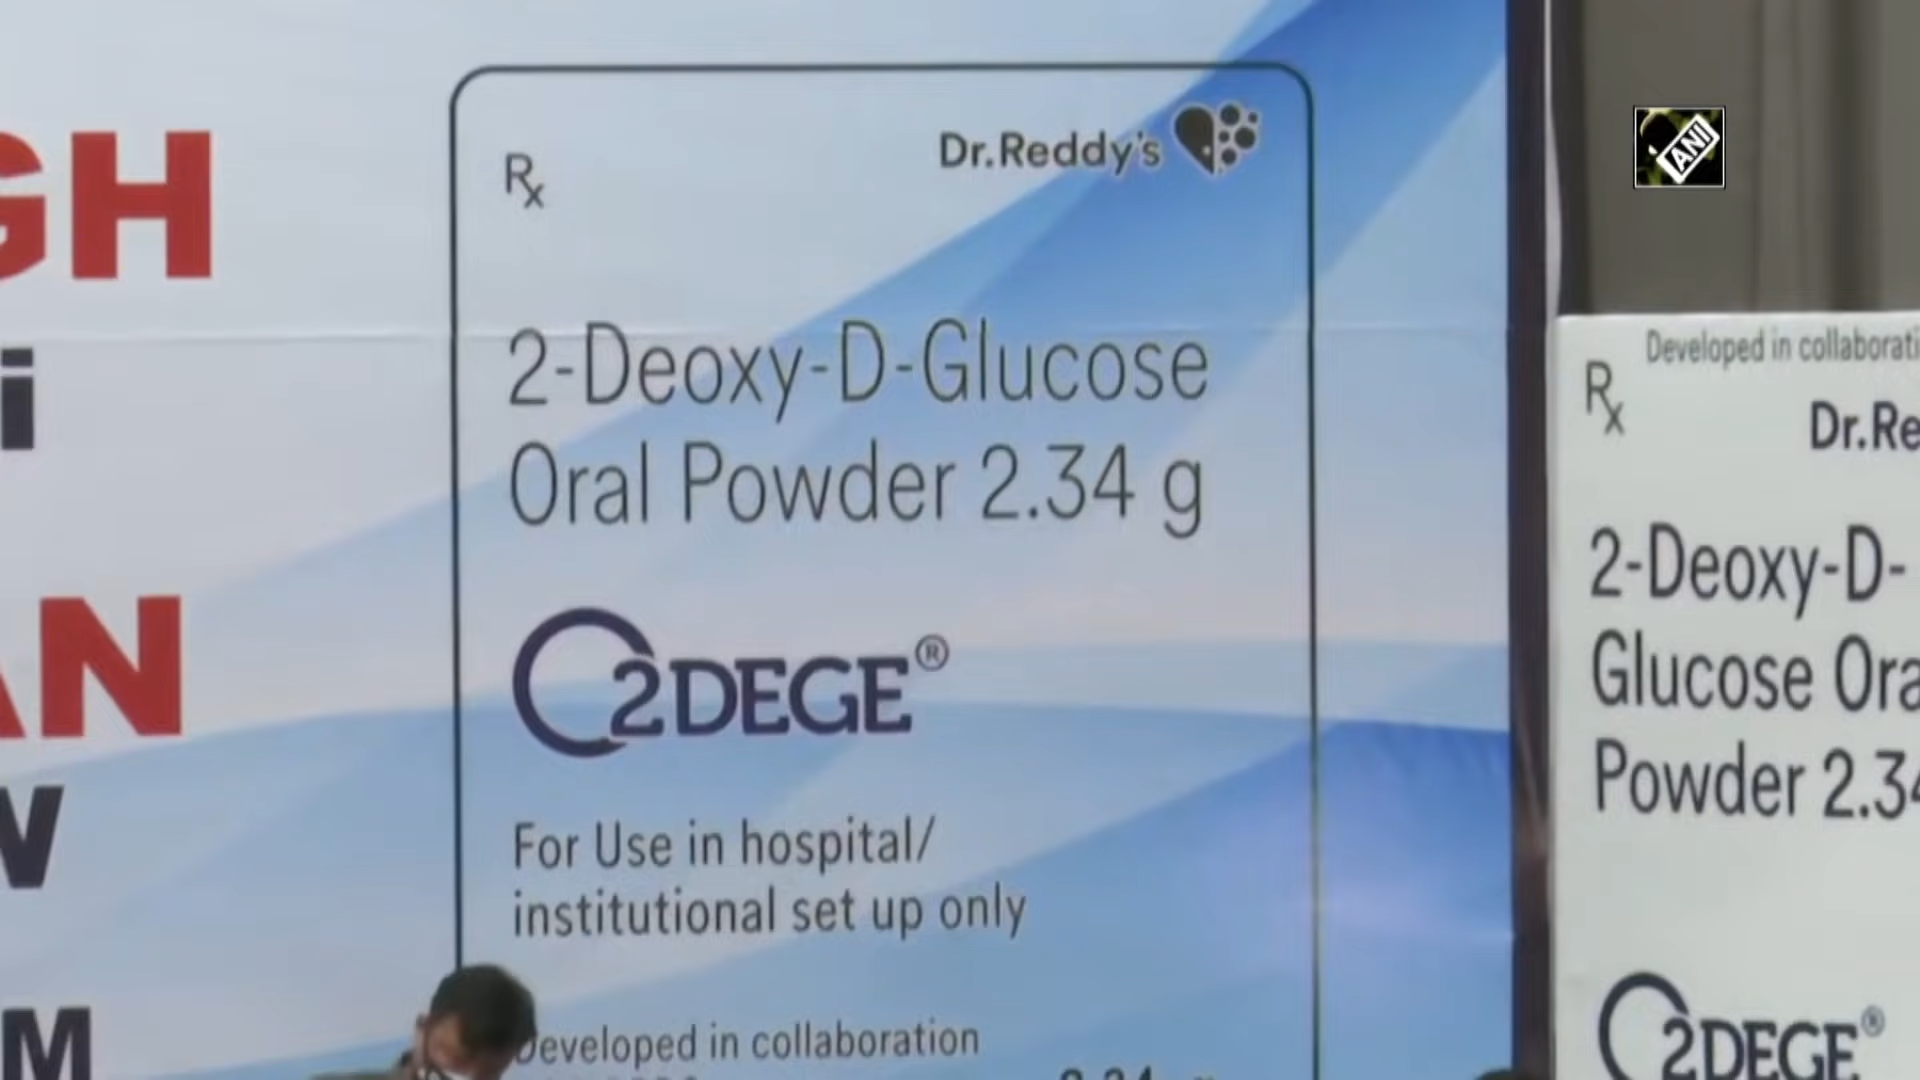 GH
i
AN
W
M
Rx
Dr.Reddy's
2-Deoxy-D-Glucose
Oral Powder 2.34 g
2DEGE®
For Use in hospital/
institutional set up only
Developed in collaboration
ANI
Developed in collaborati
Rx
Dr.Re
2-Deoxy-D-
Glucose Ora
Powder 2.34
2DEGE®